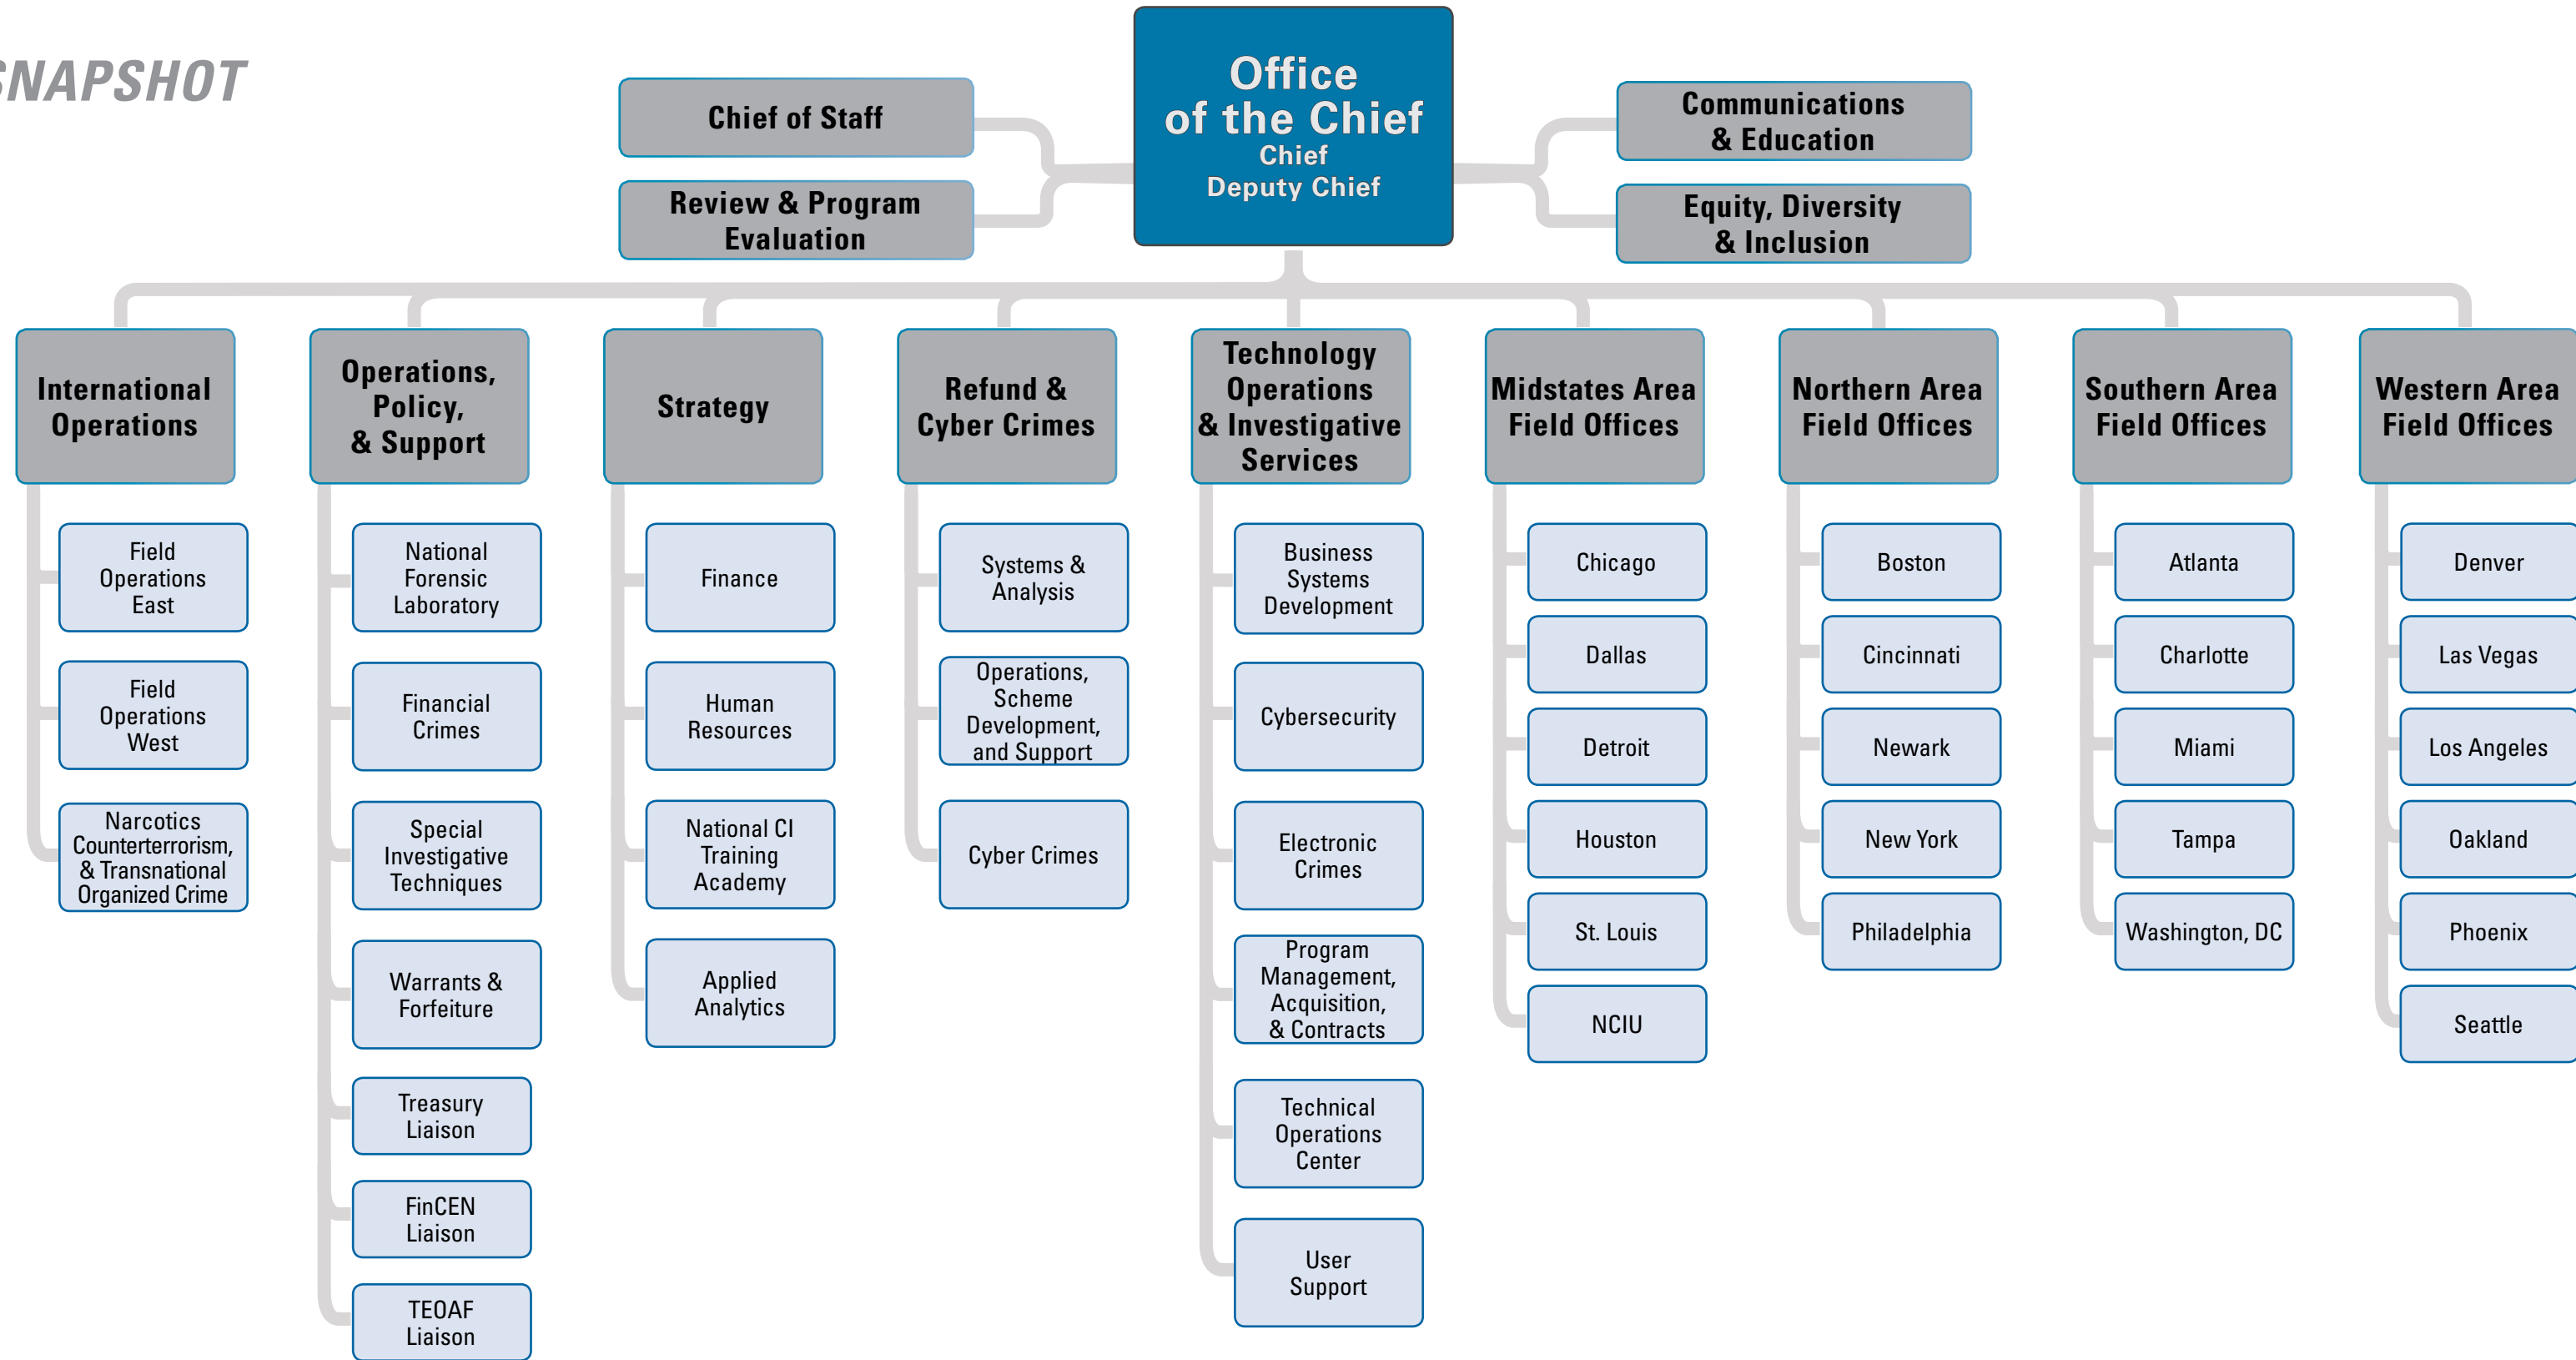 SNAPSHOT
Office
of the Chief
Chief
Deputy Chief
Chief of Staff
Review & Program
Evaluation
Communications
& Education
Equity, Diversity
& Inclusion
International
Operations
Field
Operations
East
Field
Operations
West
Narcotics
Counterterrorism,
& Transnational
Organized Crime
Operations,
Policy,
& Support
National
Forensic
Laboratory
Financial
Crimes
Special
Investigative
Techniques
Warrants &
Forfeiture
Treasury
Liaison
FinCEN
Liaison
TEOAF
Liaison
Strategy
Finance
Human
Resources
National CI
Training
Academy
Applied
Analytics
Refund &
Cyber Crimes
Systems &
Analysis
Operations,
Scheme
Development,
and Support
Cyber Crimes
Technology
Operations
& Investigative
Services
Business
Systems
Development
Cybersecurity
Electronic
Crimes
Program
Management,
Acquisition,
& Contracts
Technical
Operations
Center
User
Support
Midstates Area
Field Offices
Chicago
Dallas
Detroit
Houston
St. Louis
NCIU
Northern Area
Field Offices
Boston
Cincinnati
Newark
New York
Philadelphia
Southern Area
Field Offices
Atlanta
Charlotte
Miami
Tampa
Washington, DC
Western Area
Field Offices
Denver
Las Vegas
Los Angeles
Oakland
Phoenix
Seattle